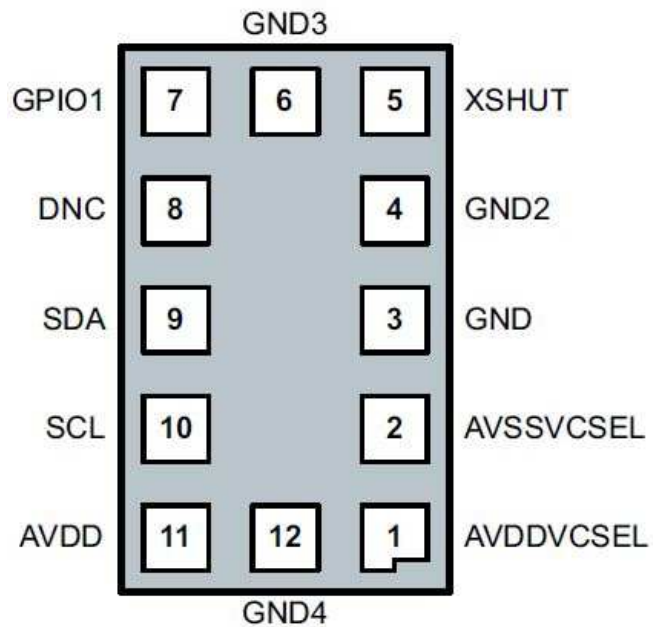 GND3
GPIO1 7 6 5 XSHUT
DNC 8 4 GND2
SDA 9 3 GND
SCL 10 2 AVSSVCSEL
AVDD 11 12 1 AVDDVCSEL
GND4